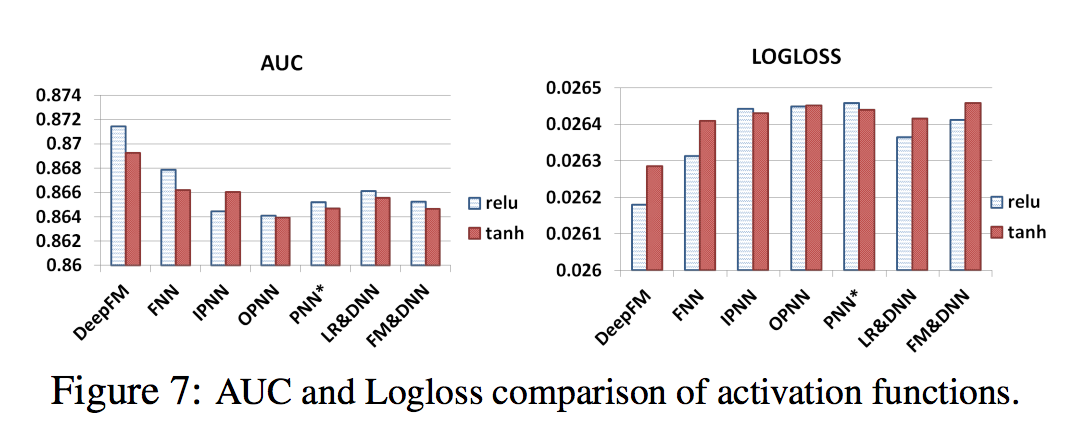 AUC
0.874
0.872
0.87
0.868
0.866
0.864
0.862
0.86
DeepFM
FNN
IPNN
OPNN
PNN*
LR&DNN
FM&DNN
relu
tanh
LOGLOSS
0.0265
0.0264
0.0263
0.0262
0.0261
0.026
DeepFM
FNN
IPNN
OPNN
PNN*
LR&DNN
FM&DNN
relu
tanh
Figure 7: AUC and Logloss comparison of activation functions.